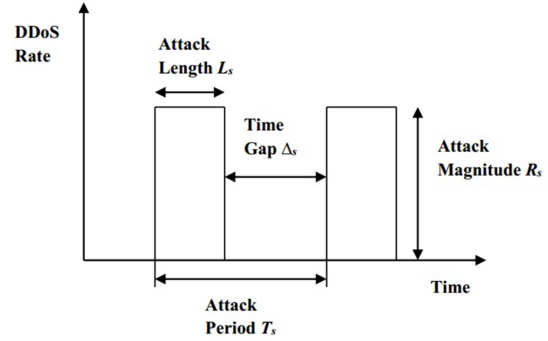 DDoS
Rate
Attack
Length Ls
Time
Gap Δs
Attack
Magnitude Rs
Time
Attack
Period Ts